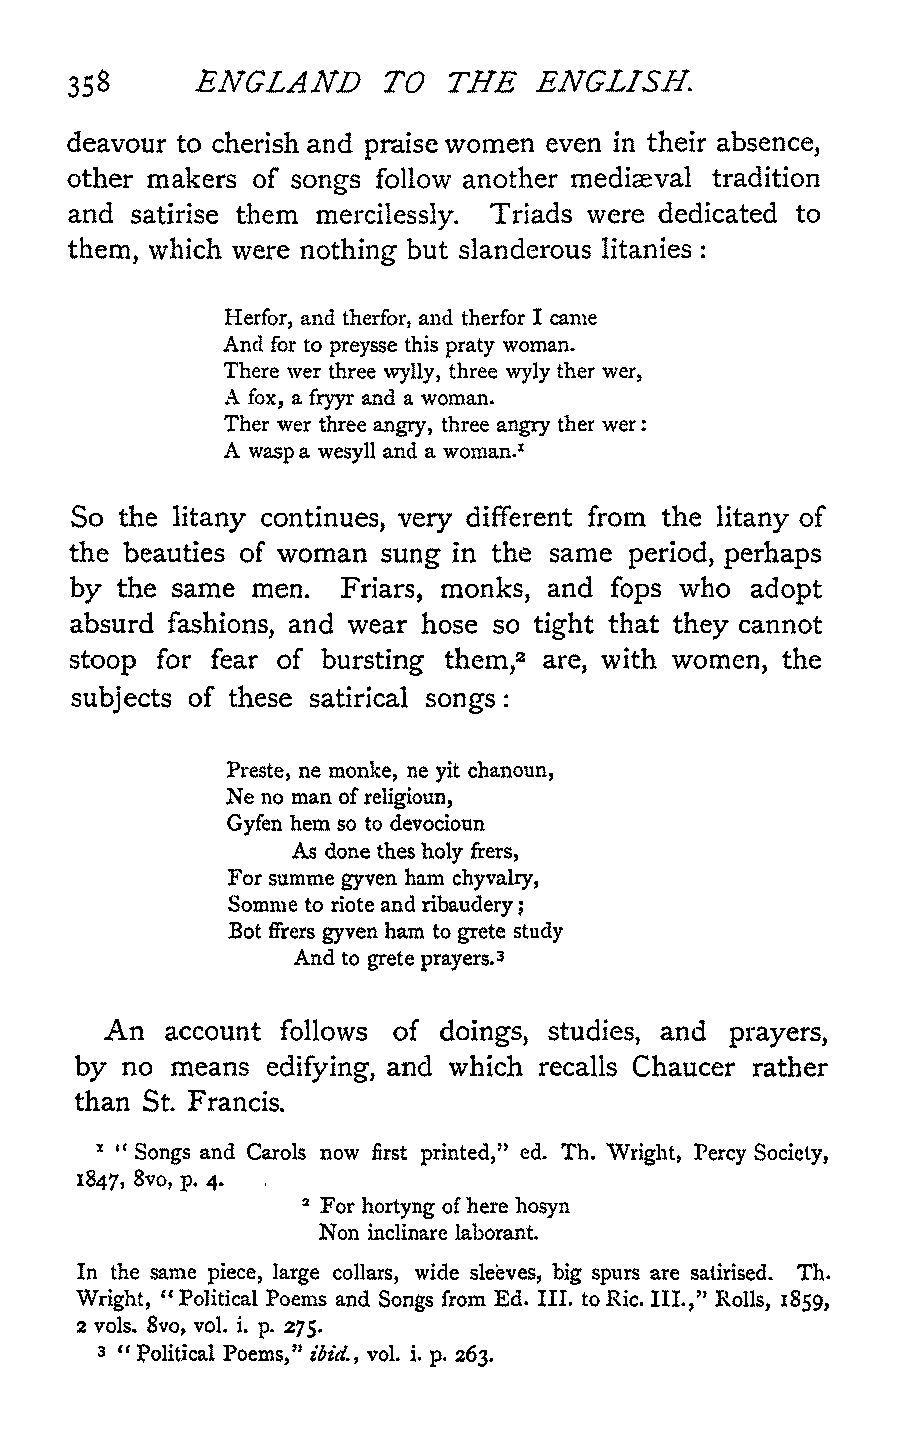 358 ENGLAND TO THE ENGLISH.
deavour to cherish and praise women even in their absence,
other makers of songs follow another mediæval tradition
and satirise them mercilessly. Triads were dedicated to
them, which were nothing but slanderous litanies :
Herfor, and therfor, and therfor I came
And for to preysse this praty woman.
There wer three wylly, three wyly ther wer,
A fox, a fryyr and a woman.
Ther wer three angry, three angry ther wer :
A wasp a wesyll and a woman.¹
So the litany continues, very different from the litany of
the beauties of woman sung in the same period, perhaps
by the same men. Friars, monks, and fops who adopt
absurd fashions, and wear hose so tight that they cannot
stoop for fear of bursting them,² are, with women, the
subjects of these satirical songs :
Preste, ne monke, ne yit chanoun,
Ne no man of religioun,
Gyfen hem so to devocioun
As done thes holy frers,
For summe gyven ham chyvalry,
Somme to riote and ribaudery ;
Bot ffrers gyven ham to grete study
And to grete prayers.³
An account follows of doings, studies, and prayers,
by no means edifying, and which recalls Chaucer rather
than St. Francis.
¹ “ Songs and Carols now first printed,” ed. Th. Wright, Percy Society,
1847, 8vo, p. 4.
² For hortyng of here hosyn
Non inclinare laborant.
In the same piece, large collars, wide sleeves, big spurs are satirised. Th.
Wright, “ Political Poems and Songs from Ed. III. to Ric. III.,” Rolls, 1859,
2 vols. 8vo, vol. i. p. 275.
³ “ Political Poems,” ibid., vol. i. p. 263.